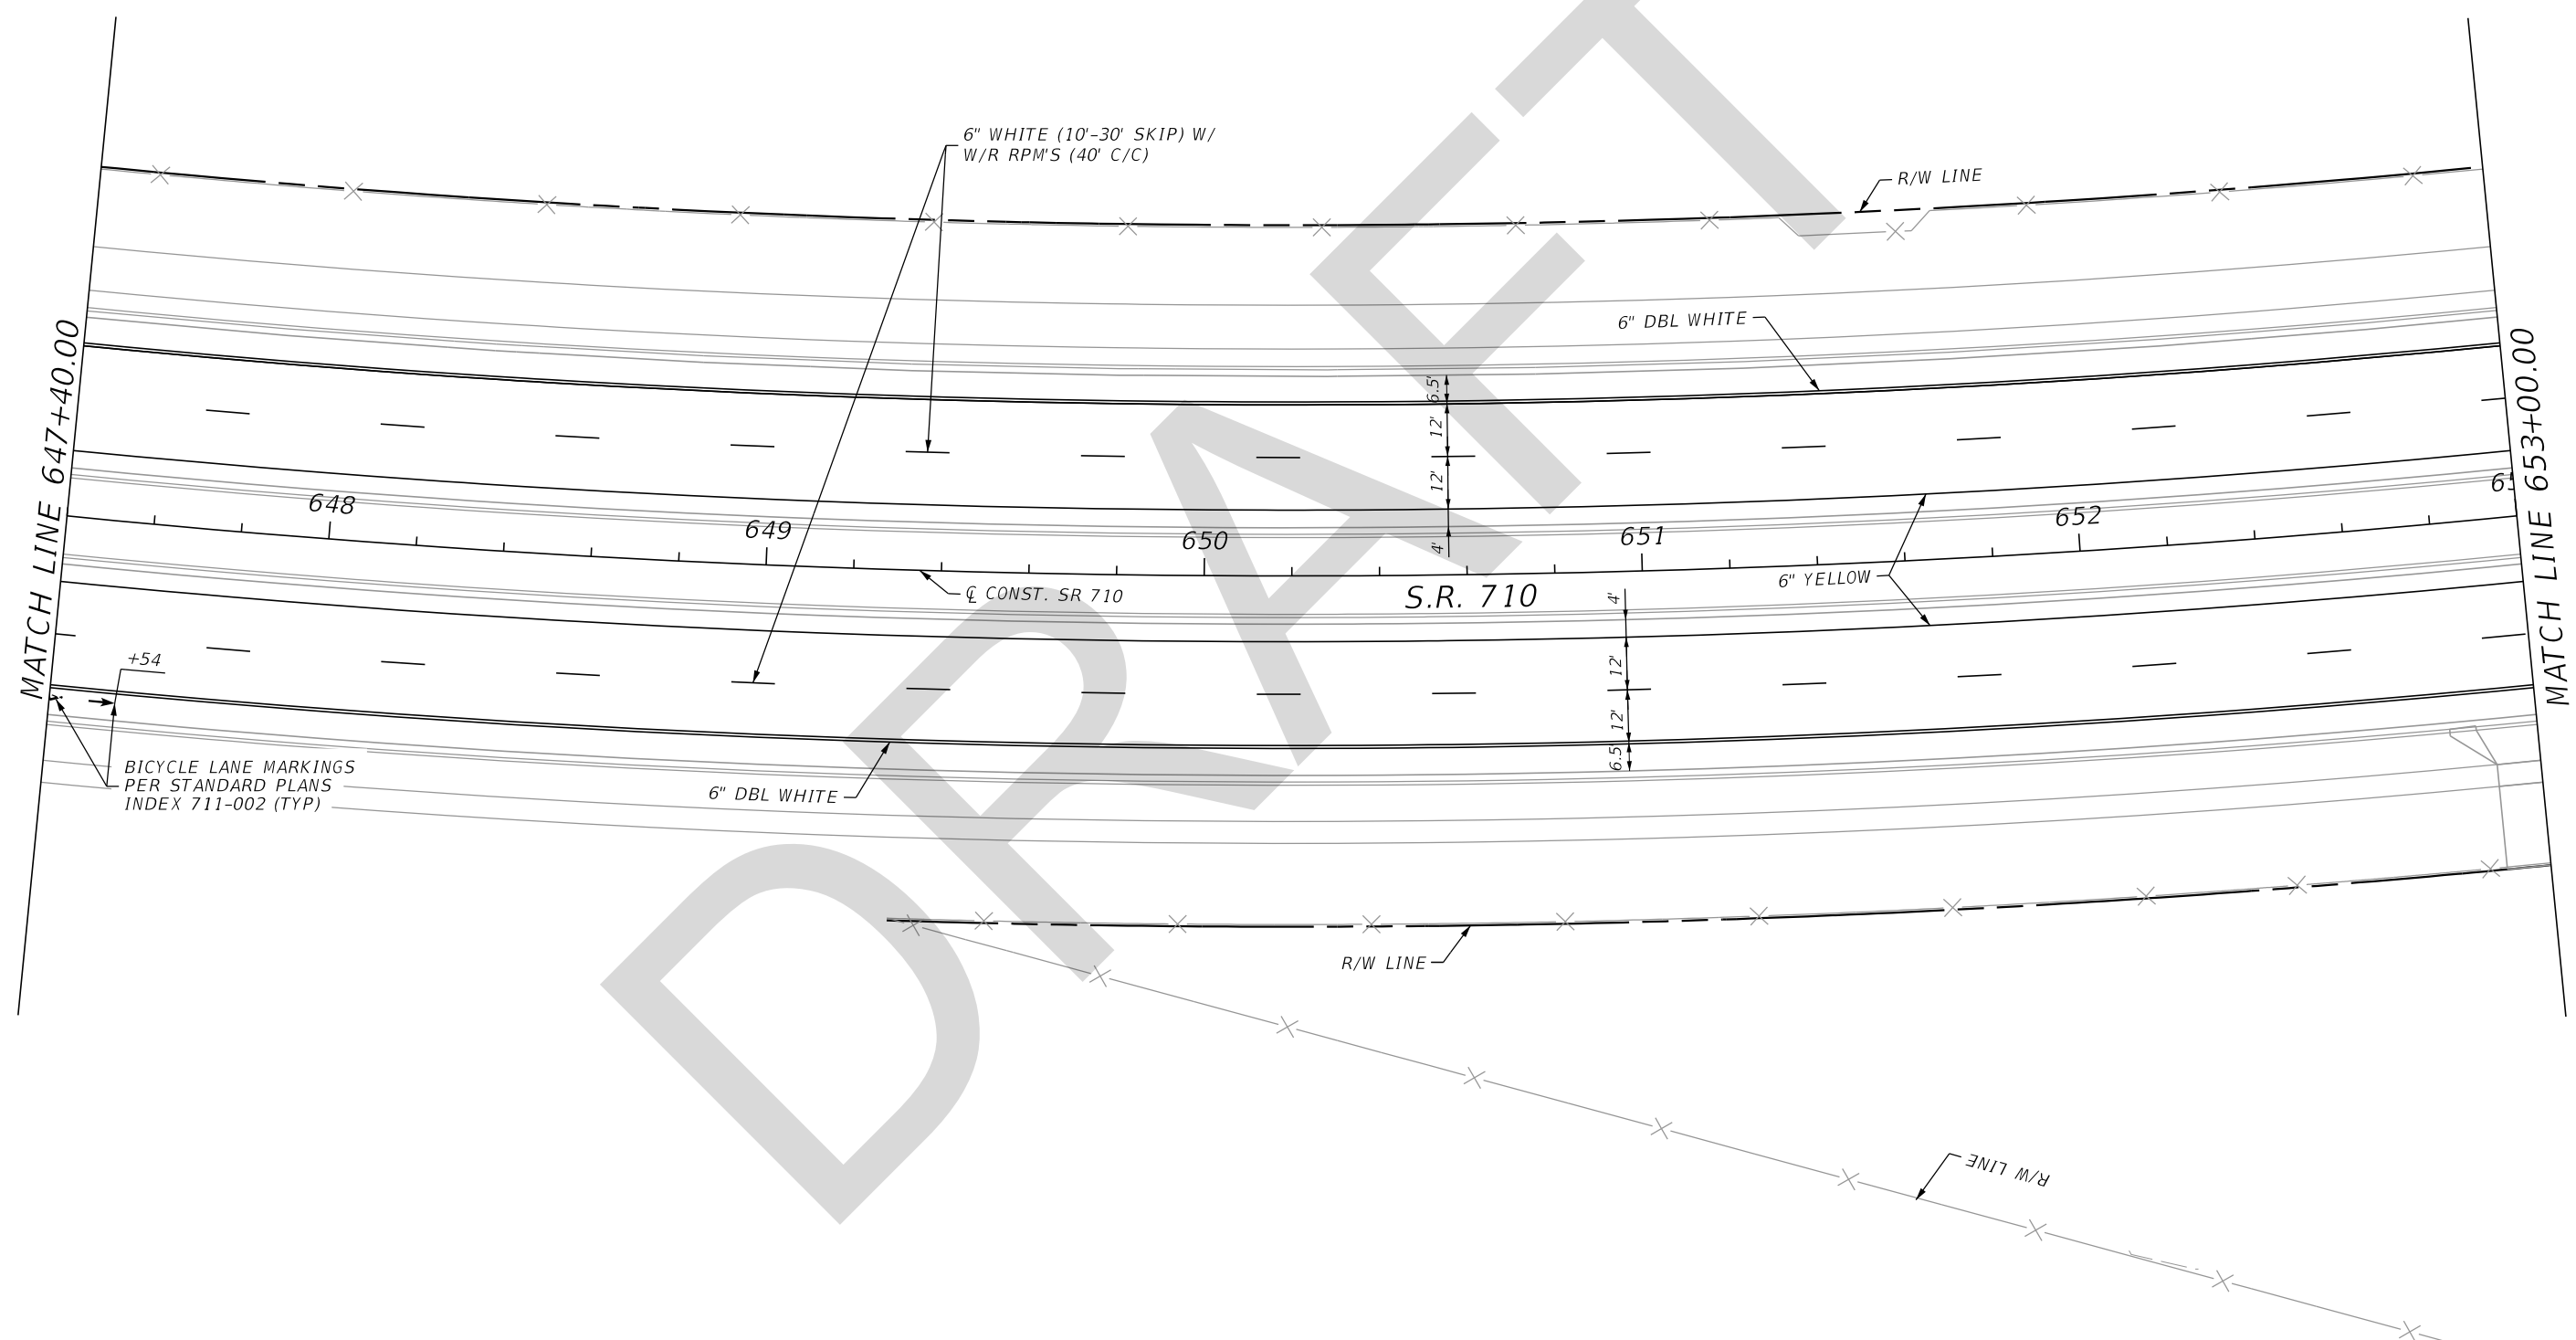 6" WHITE (10'-30' SKIP) W/
W/R RPM'S (40' C/C)
R/W LINE
6" DBL WHITE
MATCH LINE 647+40.00
MATCH LINE 653+00.00
6.5'
12'
12'
4'
648
649
650
651
652
℄ CONST. SR 710
S.R. 710
6" YELLOW
4'
12'
12'
6.5'
+54
BICYCLE LANE MARKINGS
PER STANDARD PLANS
INDEX 711-002 (TYP)
6" DBL WHITE
R/W LINE
R/W LINE
DRAFT